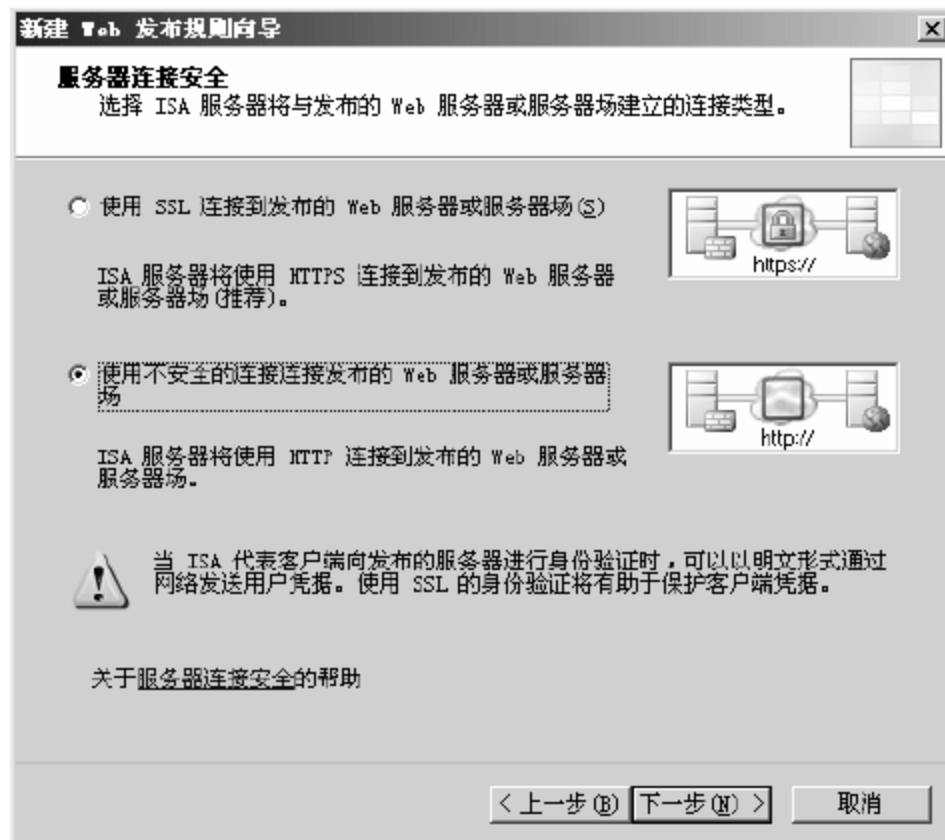 新建 Web 发布规则向导
服务器连接安全
选择 ISA 服务器将与发布的 Web 服务器或服务器场建立的连接类型。
使用 SSL 连接到发布的 Web 服务器或服务器场(S)
https://
ISA 服务器将使用 HTTPS 连接到发布的 Web 服务器
或服务器场(推荐)。
使用不安全的连接连接发布的 Web 服务器或服务器
场
http://
ISA 服务器将使用 HTTP 连接到发布的 Web 服务器或
服务器场。
当 ISA 代表客户端向发布的服务器进行身份验证时，可以以明文形式通过
网络发送用户凭据。使用 SSL 的身份验证将有助于保护客户端凭据。
关于服务器连接安全的帮助
< 上一步(B) 下一步(N) > 取消